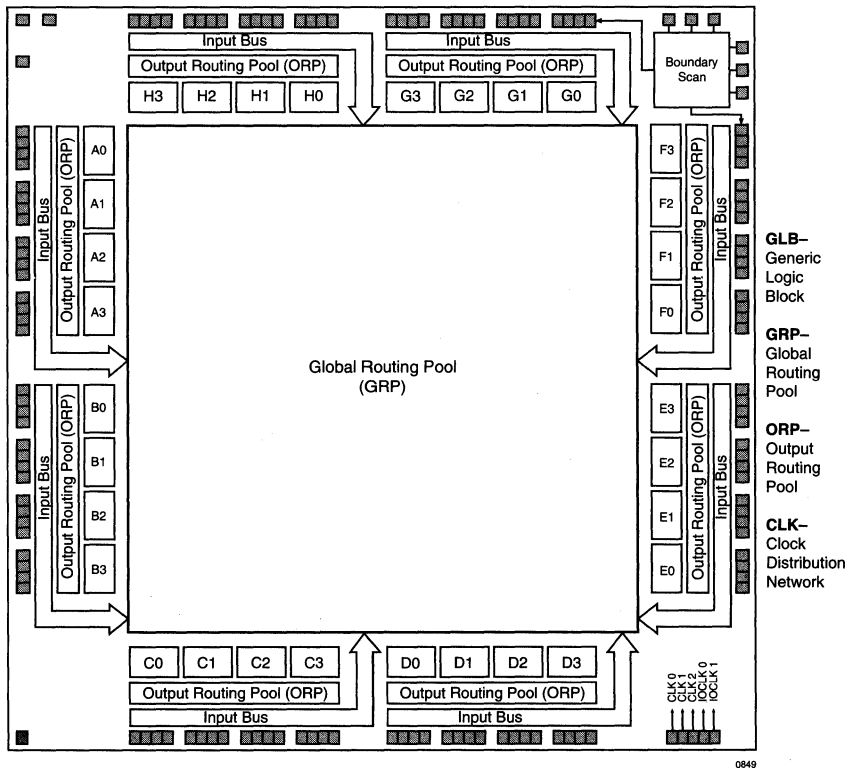 Input Bus
Output Routing Pool (ORP)
H3 H2 H1 H0
Input Bus
Output Routing Pool (ORP)
G3 G2 G1 G0
Boundary
Scan
Input Bus
Output Routing Pool (ORP)
A0
A1
A2
A3
Input Bus
Output Routing Pool (ORP)
B0
B1
B2
B3
Global Routing Pool
(GRP)
F3
F2
F1
F0
Output Routing Pool (ORP)
Input Bus
E3
E2
E1
E0
Output Routing Pool (ORP)
Input Bus
C0 C1 C2 C3
Output Routing Pool (ORP)
Input Bus
D0 D1 D2 D3
Output Routing Pool (ORP)
Input Bus
CLK 0
CLK 1
CLK 2
IOCLK 0
IOCLK 1
GLB–
Generic
Logic
Block
GRP–
Global
Routing
Pool
ORP–
Output
Routing
Pool
CLK–
Clock
Distribution
Network
0849